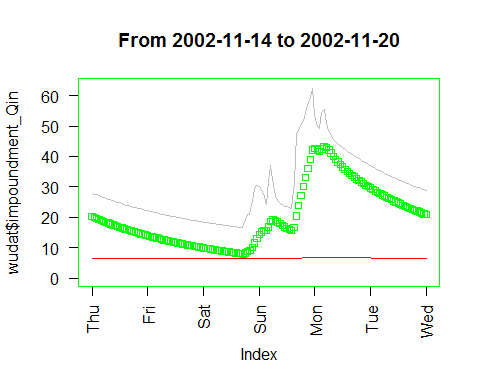 From 2002-11-14 to 2002-11-20
wudat$impoundment_Qin
60
50
40
30
20
10
0
Thu
Fri
Sat
Sun
Mon
Tue
Wed
Index